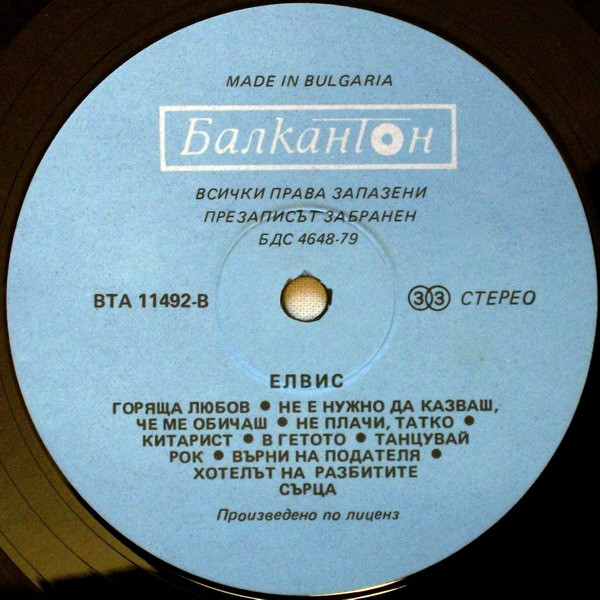 MADE IN BULGARIA
Балкантон
ВСИЧКИ ПРАВА ЗАПАЗЕНИ
ПРЕЗАПИСЪТ ЗАБРАНЕН
БДС 4648-79
ВТА 11492-В
33 СТЕРЕО
ЕЛВИС
ГОРЯЩА ЛЮБОВ ● НЕ Е НУЖНО ДА КАЗВАШ,
ЧЕ МЕ ОБИЧАШ ● НЕ ПЛАЧИ, ТАТКО ●
КИТАРИСТ ● В ГЕТОТО ● ТАНЦУВАЙ
РОК ● ВЪРНИ НА ПОДАТЕЛЯ ●
ХОТЕЛЪТ НА РАЗБИТИТЕ
СЪРЦА
Произведено по лиценз